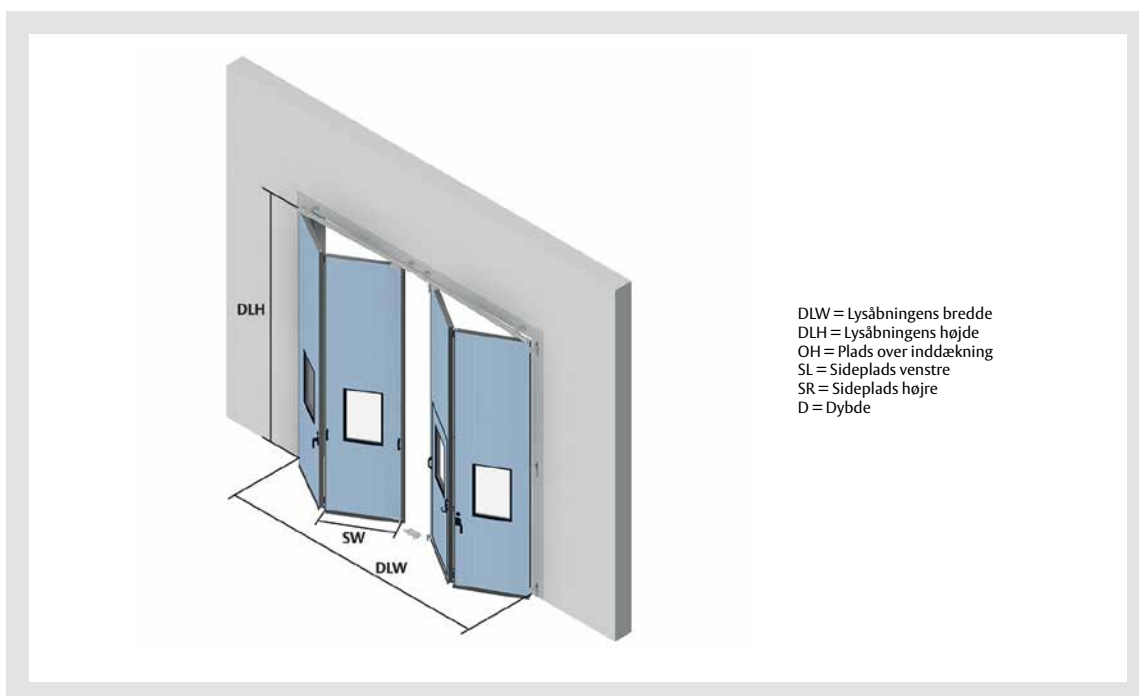 DLH
SW
DLW
DLW = Lysåbningens bredde
DLH = Lysåbningens højde
OH = Plads over inddækning
SL = Sideplads venstre
SR = Sideplads højre
D = Dybde